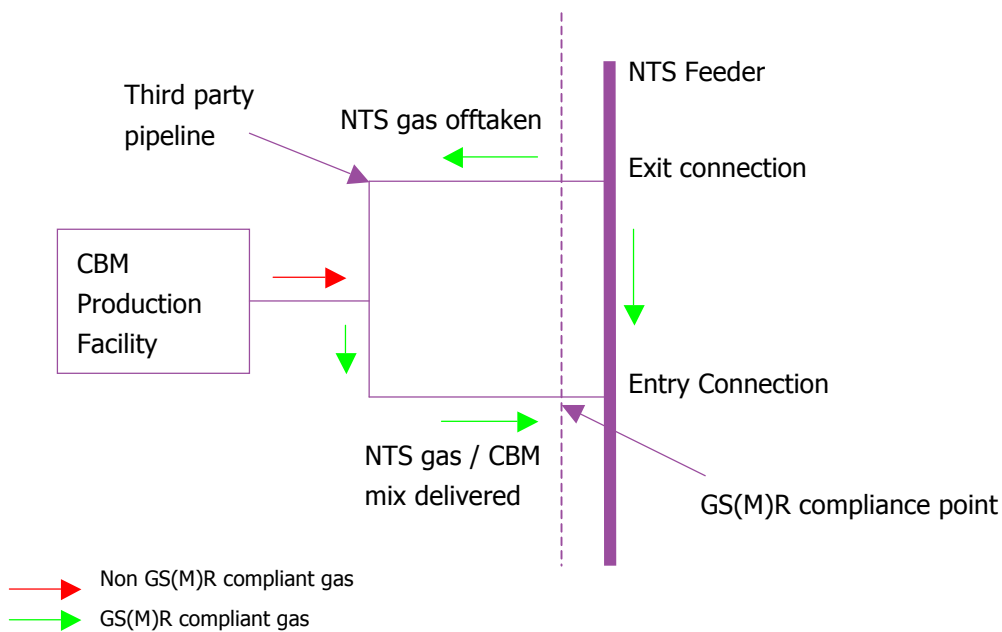 NTS Feeder
Third party
pipeline
NTS gas offtaken
Exit connection
CBM
Production
Facility
Entry Connection
NTS gas / CBM
mix delivered
GS(M)R compliance point
Non GS(M)R compliant gas
GS(M)R compliant gas